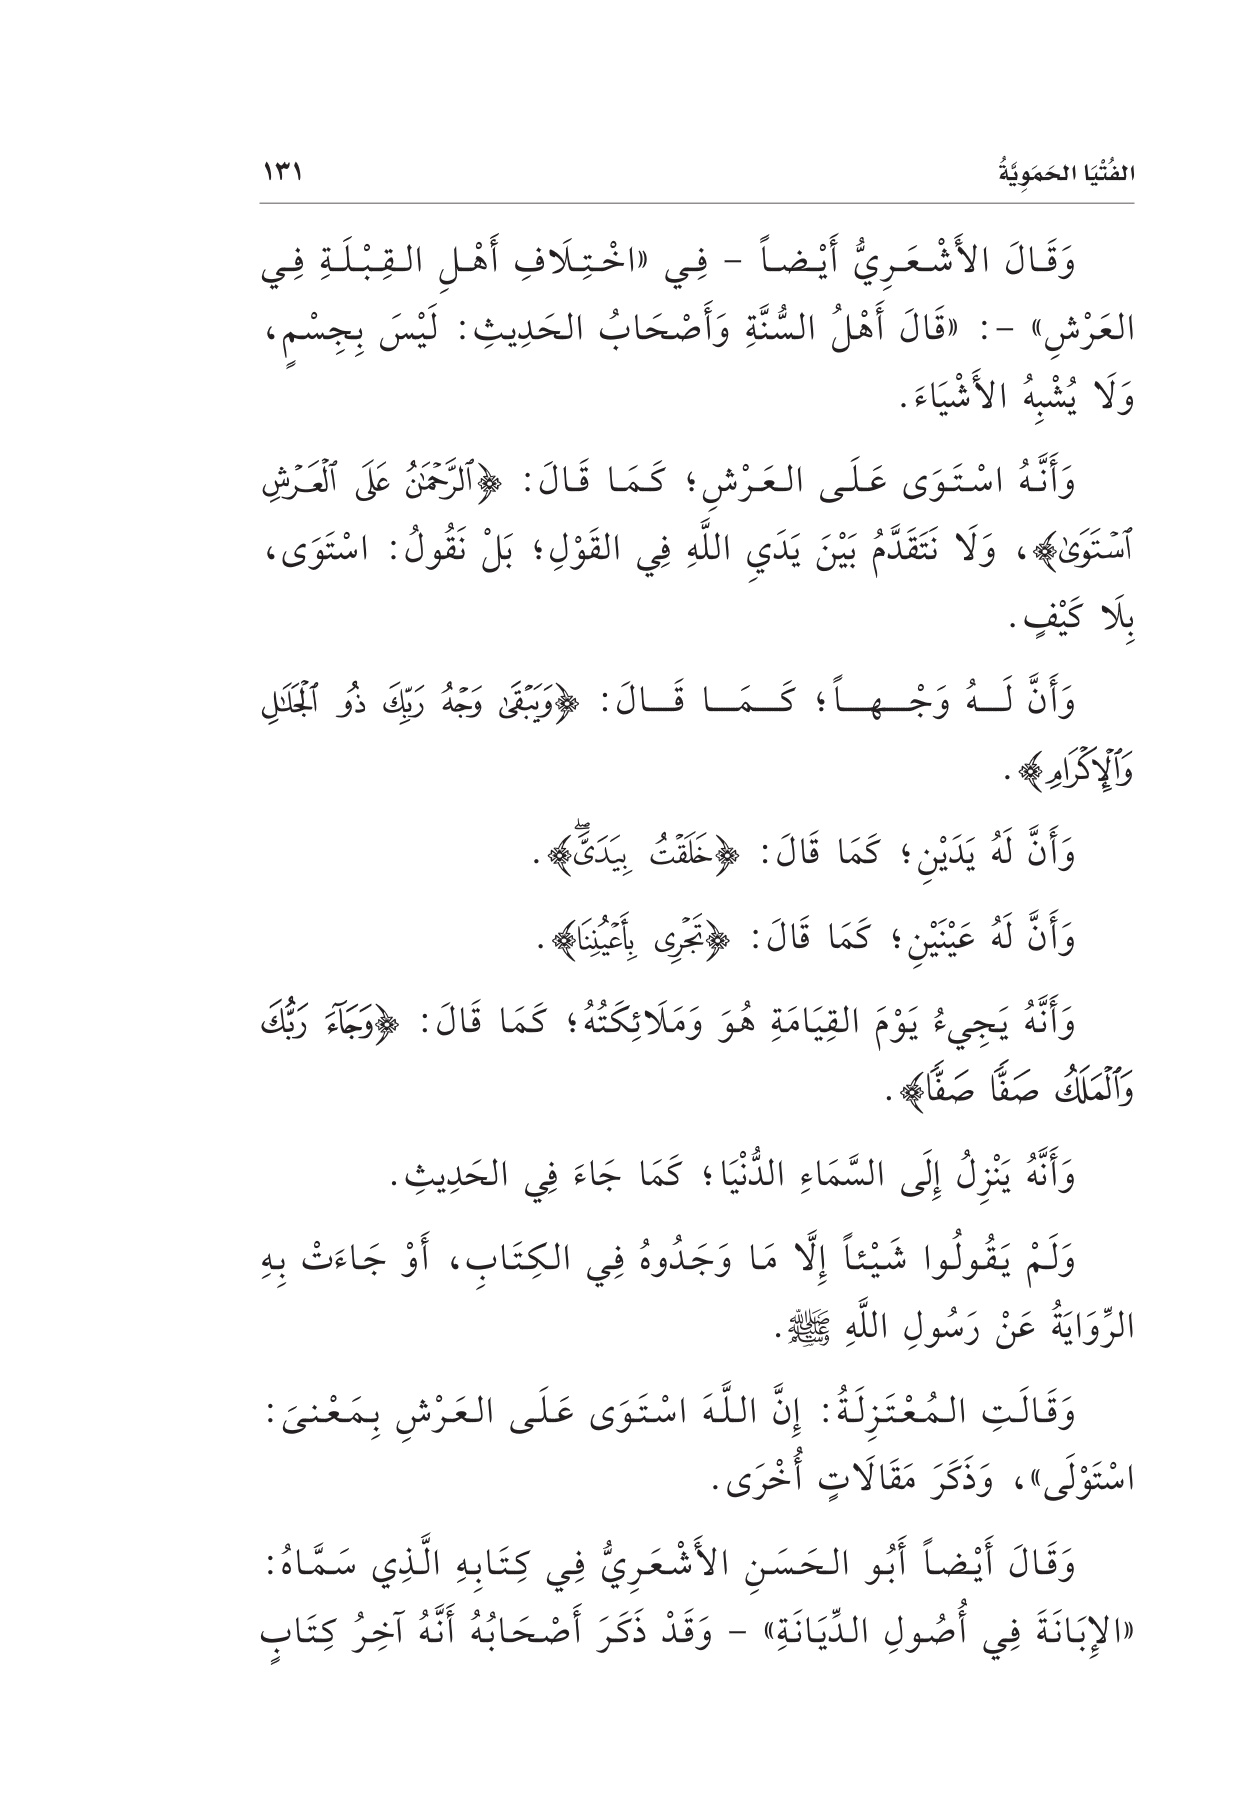 الفُتْيَا الحَمَوِيَّةُ ١٣١
وَقَالَ الأَشْعَرِيُّ أَيْضاً – فِي «اخْتِلَافِ أَهْلِ القِبْلَةِ فِي
العَرْشِ» –: «قَالَ أَهْلُ السُّنَّةِ وَأَصْحَابُ الحَدِيثِ: لَيْسَ بِجِسْمٍ،
وَلَا يُشْبِهُ الأَشْيَاءَ.
وَأَنَّهُ اسْتَوَى عَلَى العَرْشِ؛ كَمَا قَالَ: ﴿ٱلرَّحْمَٰنُ عَلَى ٱلْعَرْشِ
ٱسْتَوَىٰ﴾، وَلَا نَتَقَدَّمُ بَيْنَ يَدَيِ اللَّهِ فِي القَوْلِ؛ بَلْ نَقُولُ: اسْتَوَى،
بِلَا كَيْفٍ.
وَأَنَّ لَهُ وَجْهاً؛ كَمَا قَالَ: ﴿وَيَبْقَىٰ وَجْهُ رَبِّكَ ذُو ٱلْجَلَٰلِ
وَٱلْإِكْرَامِ﴾.
وَأَنَّ لَهُ يَدَيْنِ؛ كَمَا قَالَ: ﴿خَلَقْتُ بِيَدَىَّۖ﴾.
وَأَنَّ لَهُ عَيْنَيْنِ؛ كَمَا قَالَ: ﴿تَجْرِى بِأَعْيُنِنَا﴾.
وَأَنَّهُ يَجِيءُ يَوْمَ القِيَامَةِ هُوَ وَمَلَائِكَتُهُ؛ كَمَا قَالَ: ﴿وَجَآءَ رَبُّكَ
وَٱلْمَلَكُ صَفًّا صَفًّا﴾.
وَأَنَّهُ يَنْزِلُ إِلَى السَّمَاءِ الدُّنْيَا؛ كَمَا جَاءَ فِي الحَدِيثِ.
وَلَمْ يَقُولُوا شَيْئاً إِلَّا مَا وَجَدُوهُ فِي الكِتَابِ، أَوْ جَاءَتْ بِهِ
الرِّوَايَةُ عَنْ رَسُولِ اللَّهِ ﷺ.
وَقَالَتِ المُعْتَزِلَةُ: إِنَّ اللَّهَ اسْتَوَى عَلَى العَرْشِ بِمَعْنىَ:
اسْتَوْلَى»، وَذَكَرَ مَقَالَاتٍ أُخْرَى.
وَقَالَ أَيْضاً أَبُو الحَسَنِ الأَشْعَرِيُّ فِي كِتَابِهِ الَّذِي سَمَّاهُ:
«الإِبَانَةَ فِي أُصُولِ الدِّيَانَةِ» – وَقَدْ ذَكَرَ أَصْحَابُهُ أَنَّهُ آخِرُ كِتَابٍ